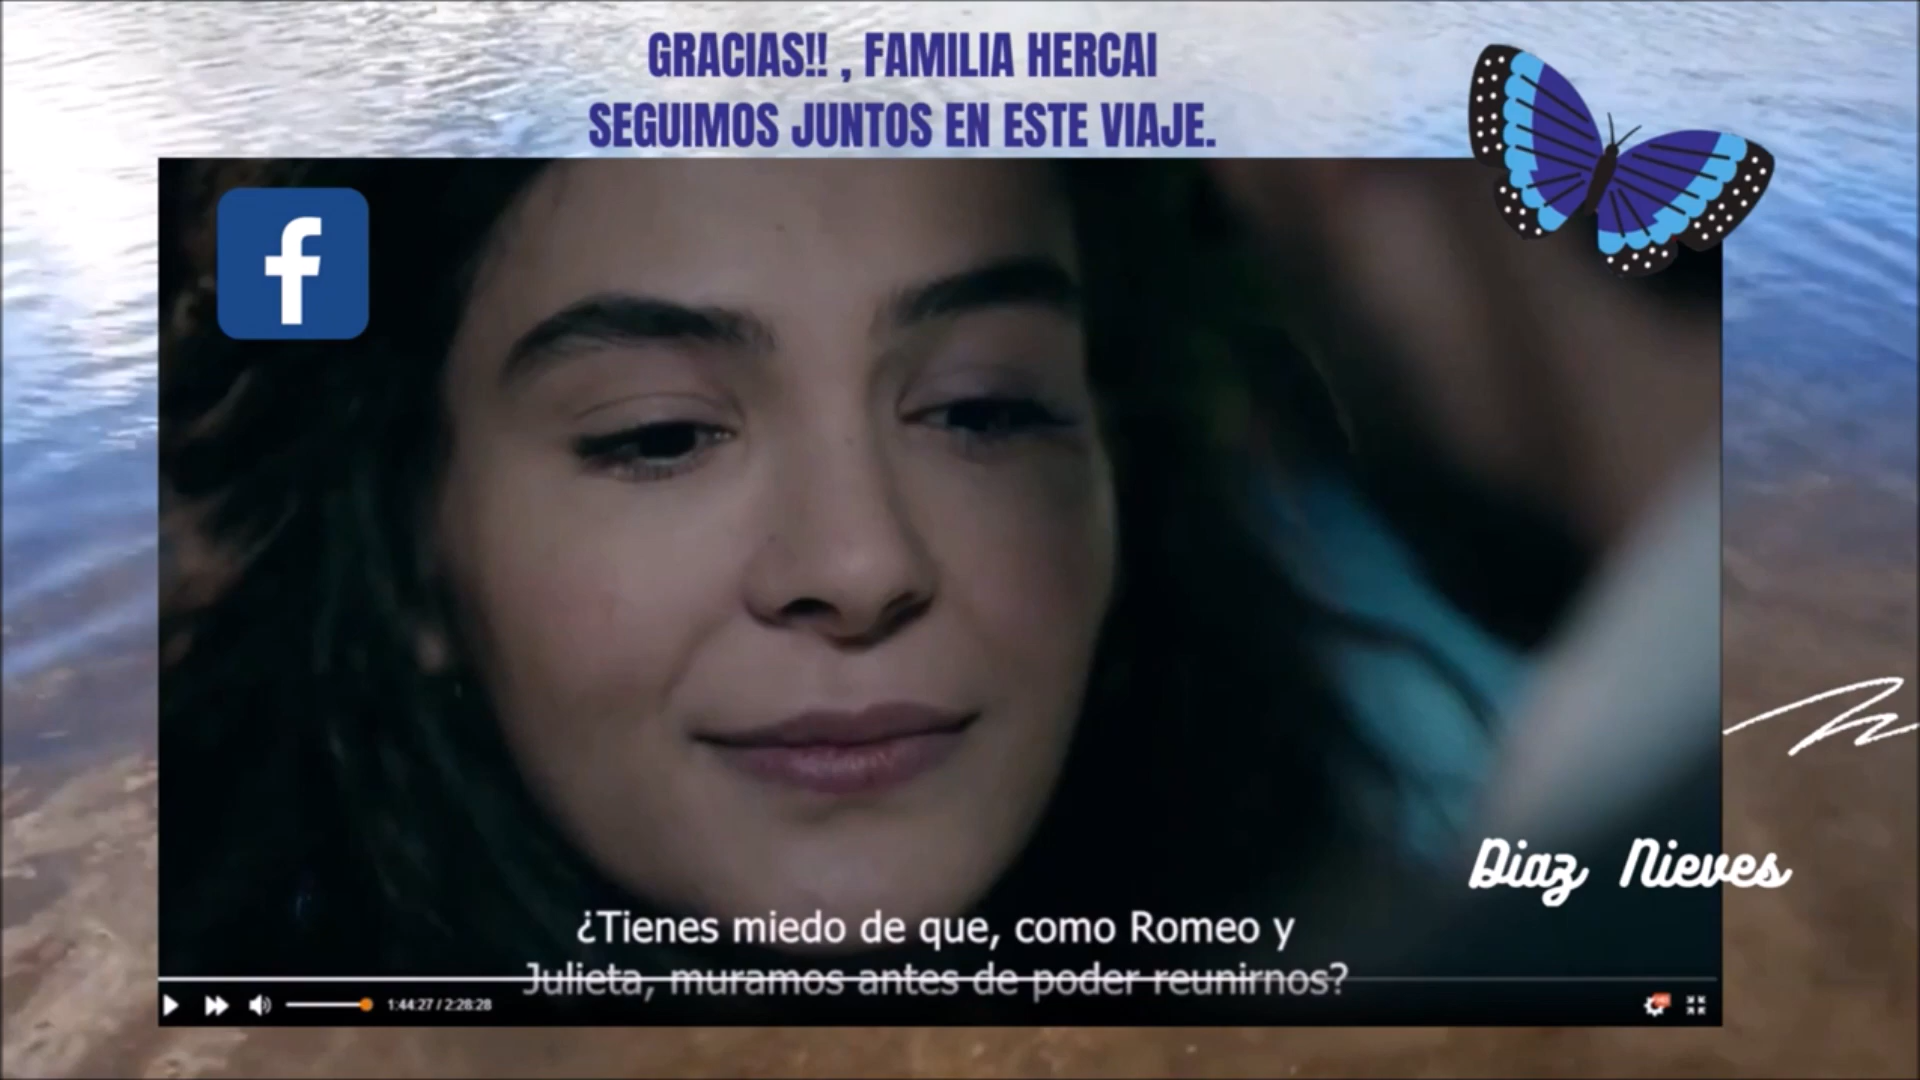 GRACIAS!! , FAMILIA HERCAI
SEGUIMOS JUNTOS EN ESTE VIAJE.
f
Diaz Nieves
¿Tienes miedo de que, como Romeo y
Julieta, muramos antes de poder reunirnos?
1:44:27 / 2:28:28